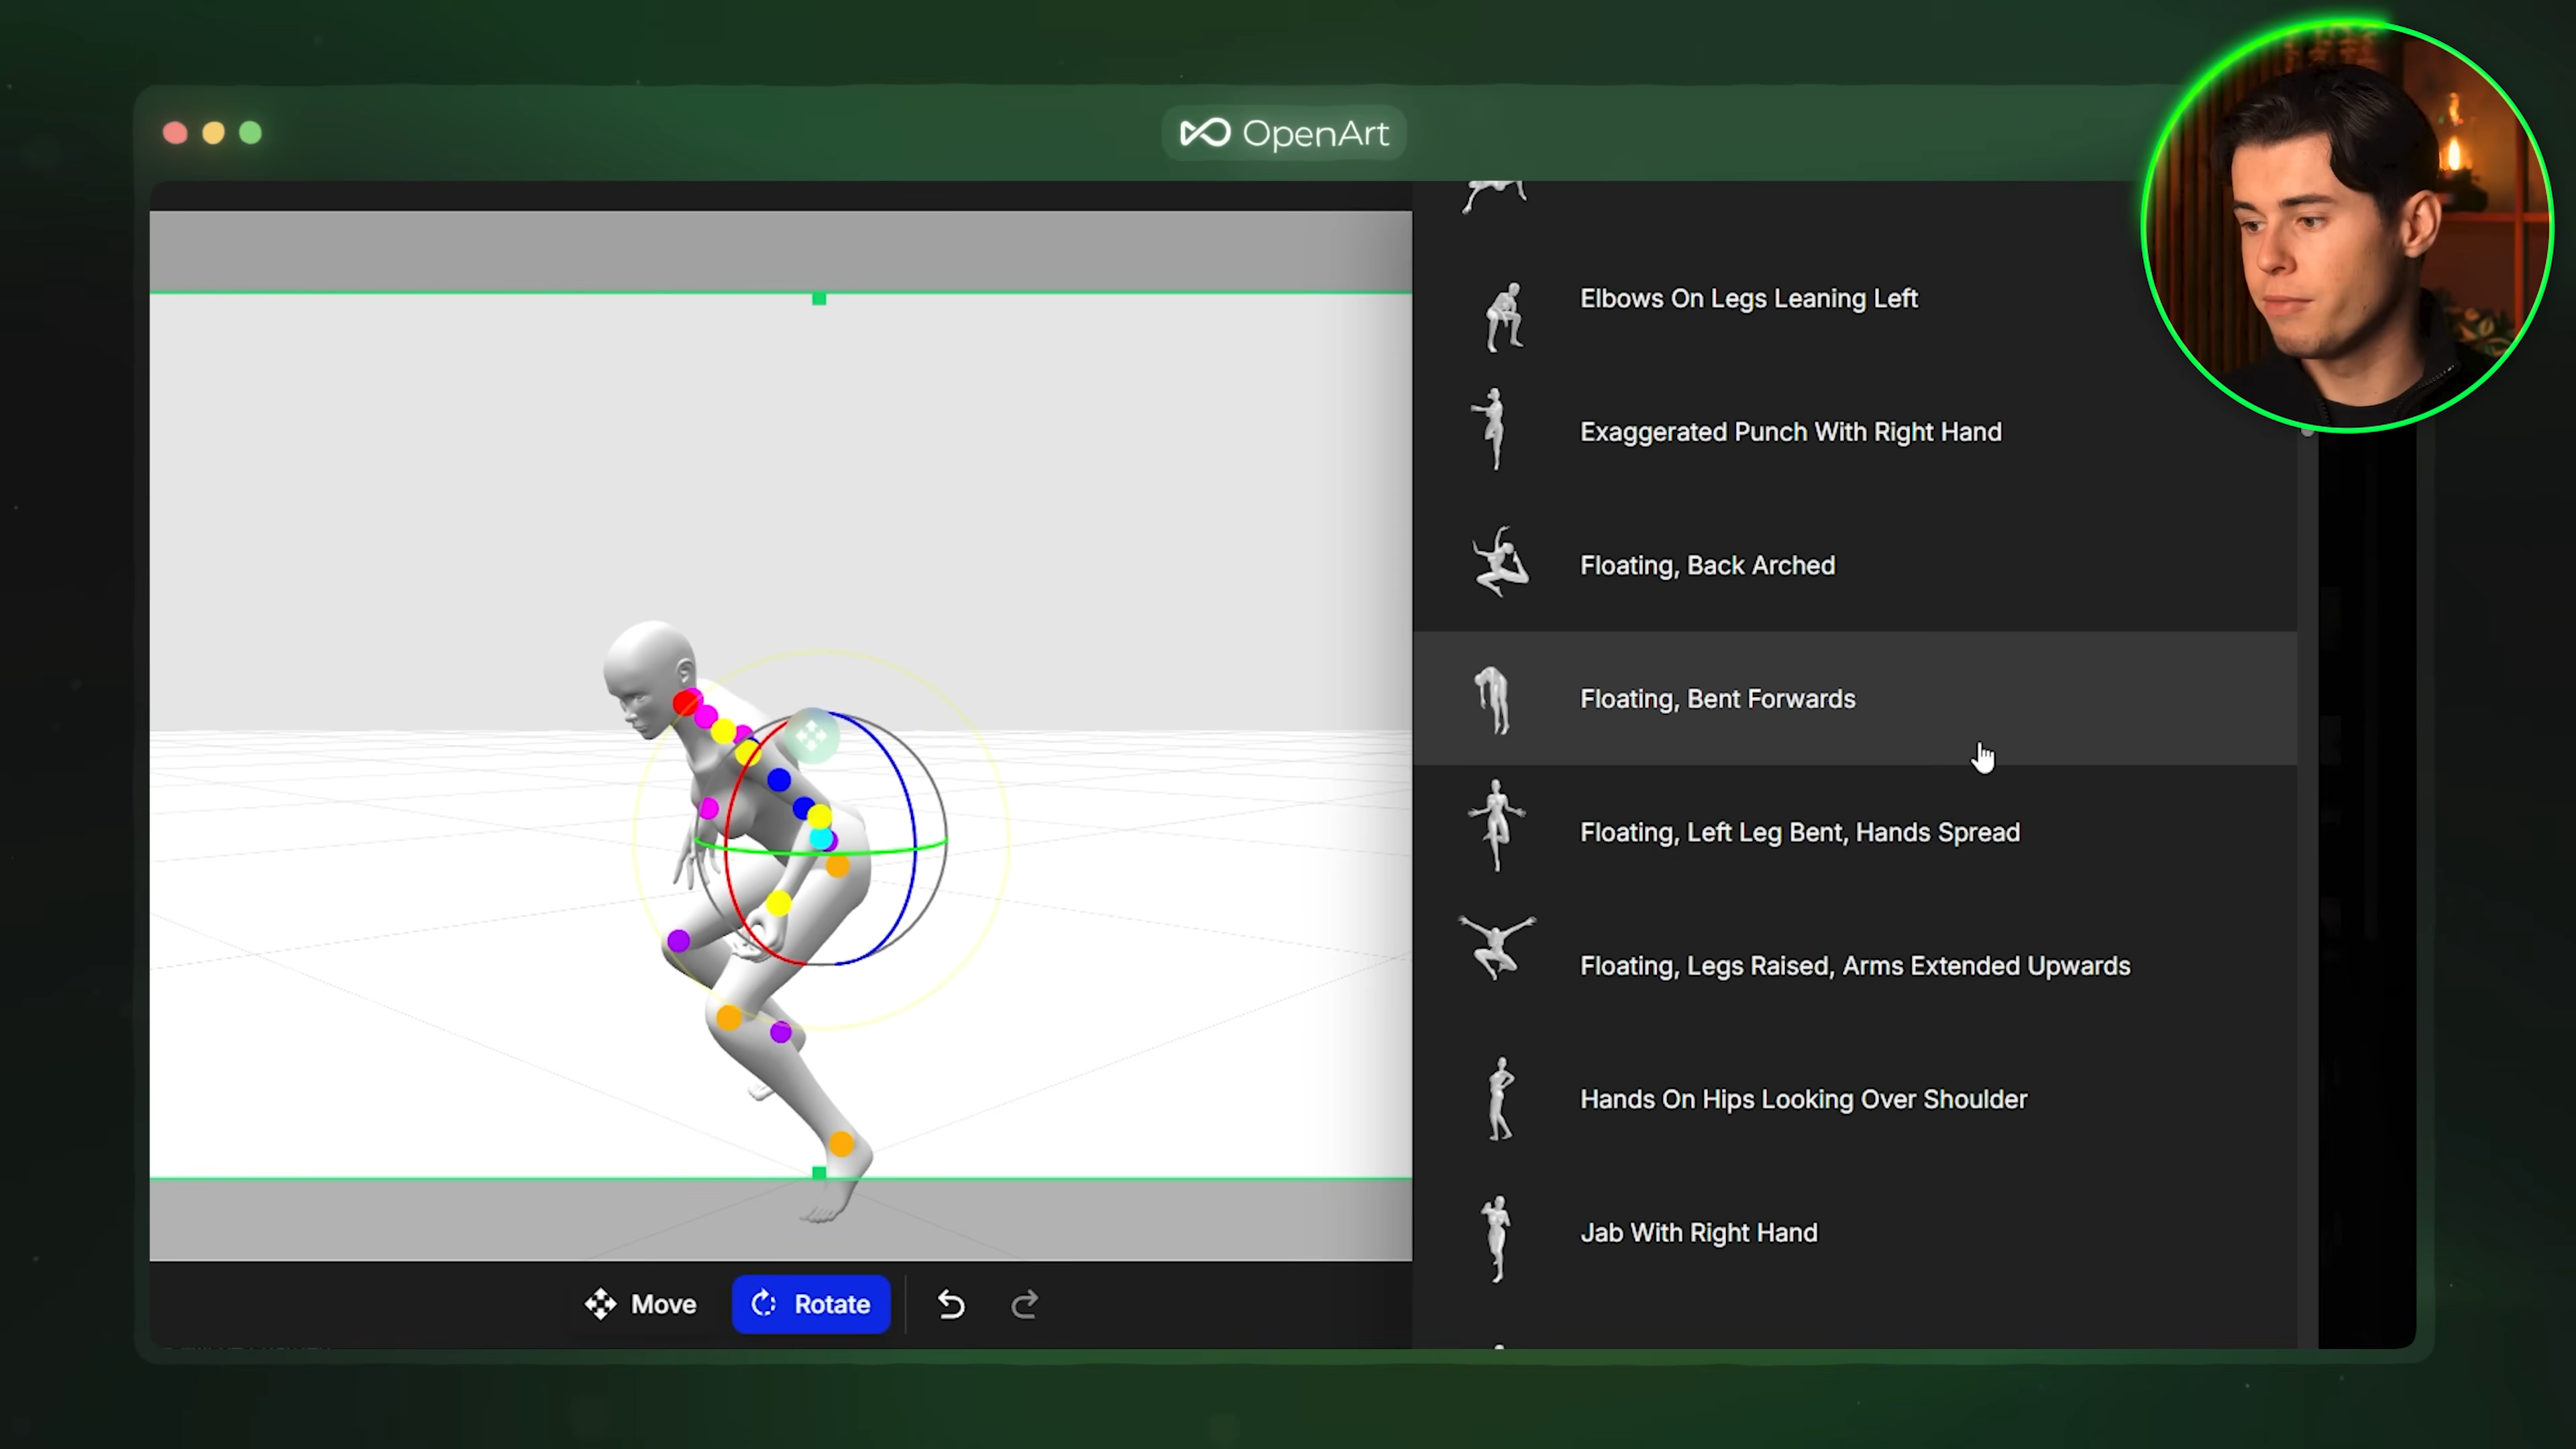 OpenArt
Elbows On Legs Leaning Left
Exaggerated Punch With Right Hand
Floating, Back Arched
Floating, Bent Forwards
Floating, Left Leg Bent, Hands Spread
Floating, Legs Raised, Arms Extended Upwards
Hands On Hips Looking Over Shoulder
Jab With Right Hand
Move
Rotate